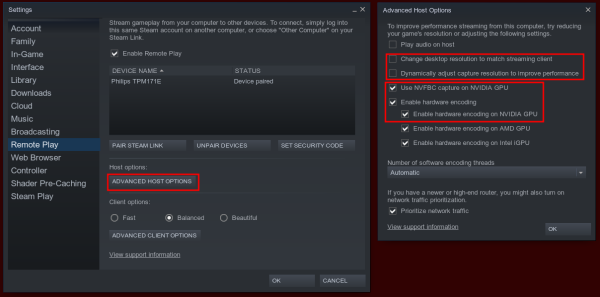 Settings
Account
Family
In-Game
Interface
Library
Downloads
Cloud
Music
Broadcasting
Remote Play
Web Browser
Controller
Shader Pre-Caching
Steam Play
Stream gameplay from your computer to other devices. To connect, simply log into
this same Steam account on another computer, or choose "Other Computer" on your
Steam Link.
Enable Remote Play
DEVICE NAME ▲ STATUS
Philips TPM171E Device paired
PAIR STEAM LINK UNPAIR DEVICES SET SECURITY CODE
Host options:
ADVANCED HOST OPTIONS
Client options:
Fast Balanced Beautiful
ADVANCED CLIENT OPTIONS
View support information
OK CANCEL
Advanced Host Options
To improve performance streaming from this computer, try reducing
your game's resolution or adjusting the following settings.
Play audio on host
Change desktop resolution to match streaming client
Dynamically adjust capture resolution to improve performance
Use NVFBC capture on NVIDIA GPU
Enable hardware encoding
Enable hardware encoding on NVIDIA GPU
Enable hardware encoding on AMD GPU
Enable hardware encoding on Intel iGPU
Number of software encoding threads
Automatic
If you have a newer or high-end router, you might also turn on
network traffic prioritization.
Prioritize network traffic
View support information OK